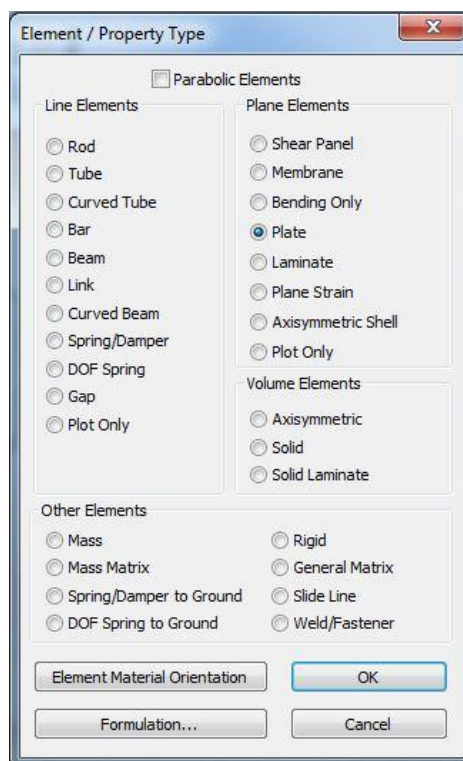 Element / Property Type
Parabolic Elements
Line Elements
Rod
Tube
Curved Tube
Bar
Beam
Link
Curved Beam
Spring/Damper
DOF Spring
Gap
Plot Only
Plane Elements
Shear Panel
Membrane
Bending Only
Plate
Laminate
Plane Strain
Axisymmetric Shell
Plot Only
Volume Elements
Axisymmetric
Solid
Solid Laminate
Other Elements
Mass
Mass Matrix
Spring/Damper to Ground
DOF Spring to Ground
Rigid
General Matrix
Slide Line
Weld/Fastener
Element Material Orientation
OK
Formulation...
Cancel